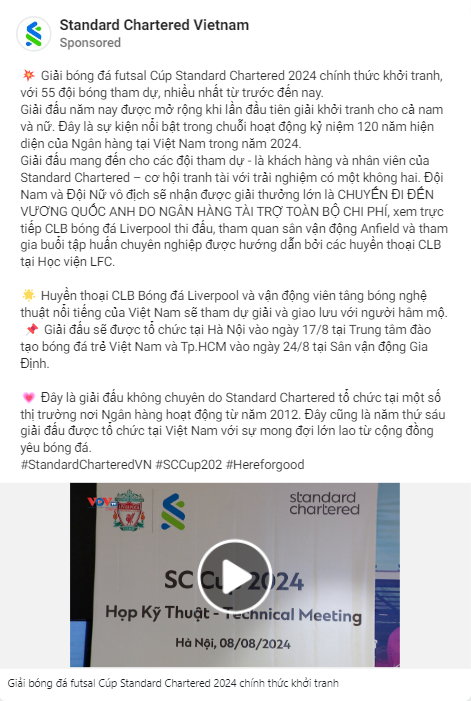 Standard Chartered Vietnam
Sponsored
💥 Giải bóng đá futsal Cúp Standard Chartered 2024 chính thức khởi tranh,
với 55 đội bóng tham dự, nhiều nhất từ trước đến nay.
Giải đấu năm nay được mở rộng khi lần đầu tiên giải khởi tranh cho cả nam
và nữ. Đây là sự kiện nổi bật trong chuỗi hoạt động kỷ niệm 120 năm hiện
diện của Ngân hàng tại Việt Nam trong năm 2024.
Giải đấu mang đến cho các đội tham dự - là khách hàng và nhân viên của
Standard Chartered – cơ hội tranh tài với trải nghiệm có một không hai. Đội
Nam và Đội Nữ vô địch sẽ nhận được giải thưởng lớn là CHUYẾN ĐI ĐẾN
VƯƠNG QUỐC ANH DO NGÂN HÀNG TÀI TRỢ TOÀN BỘ CHI PHÍ, xem trực
tiếp CLB bóng đá Liverpool thi đấu, tham quan sân vận động Anfield và tham
gia buổi tập huấn chuyên nghiệp được hướng dẫn bởi các huyền thoại CLB
tại Học viện LFC.
🌟 Huyền thoại CLB Bóng đá Liverpool và vận động viên tâng bóng nghệ
thuật nổi tiếng của Việt Nam sẽ tham dự giải và giao lưu với người hâm mộ.
📌 Giải đấu sẽ được tổ chức tại Hà Nội vào ngày 17/8 tại Trung tâm đào
tạo bóng đá trẻ Việt Nam và Tp.HCM vào ngày 24/8 tại Sân vận động Gia
Định.
💗 Đây là giải đấu không chuyên do Standard Chartered tổ chức tại một số
thị trường nơi Ngân hàng hoạt động từ năm 2012. Đây cũng là năm thứ sáu
giải đấu được tổ chức tại Việt Nam với sự mong đợi lớn lao từ cộng đồng
yêu bóng đá.
#StandardCharteredVN #SCCup202 #Hereforgood
VOV
standard
chartered
SC Cup 2024
Họp Kỹ Thuật - Technical Meeting
Hà Nội, 08/08/2024
Giải bóng đá futsal Cúp Standard Chartered 2024 chính thức khởi tranh